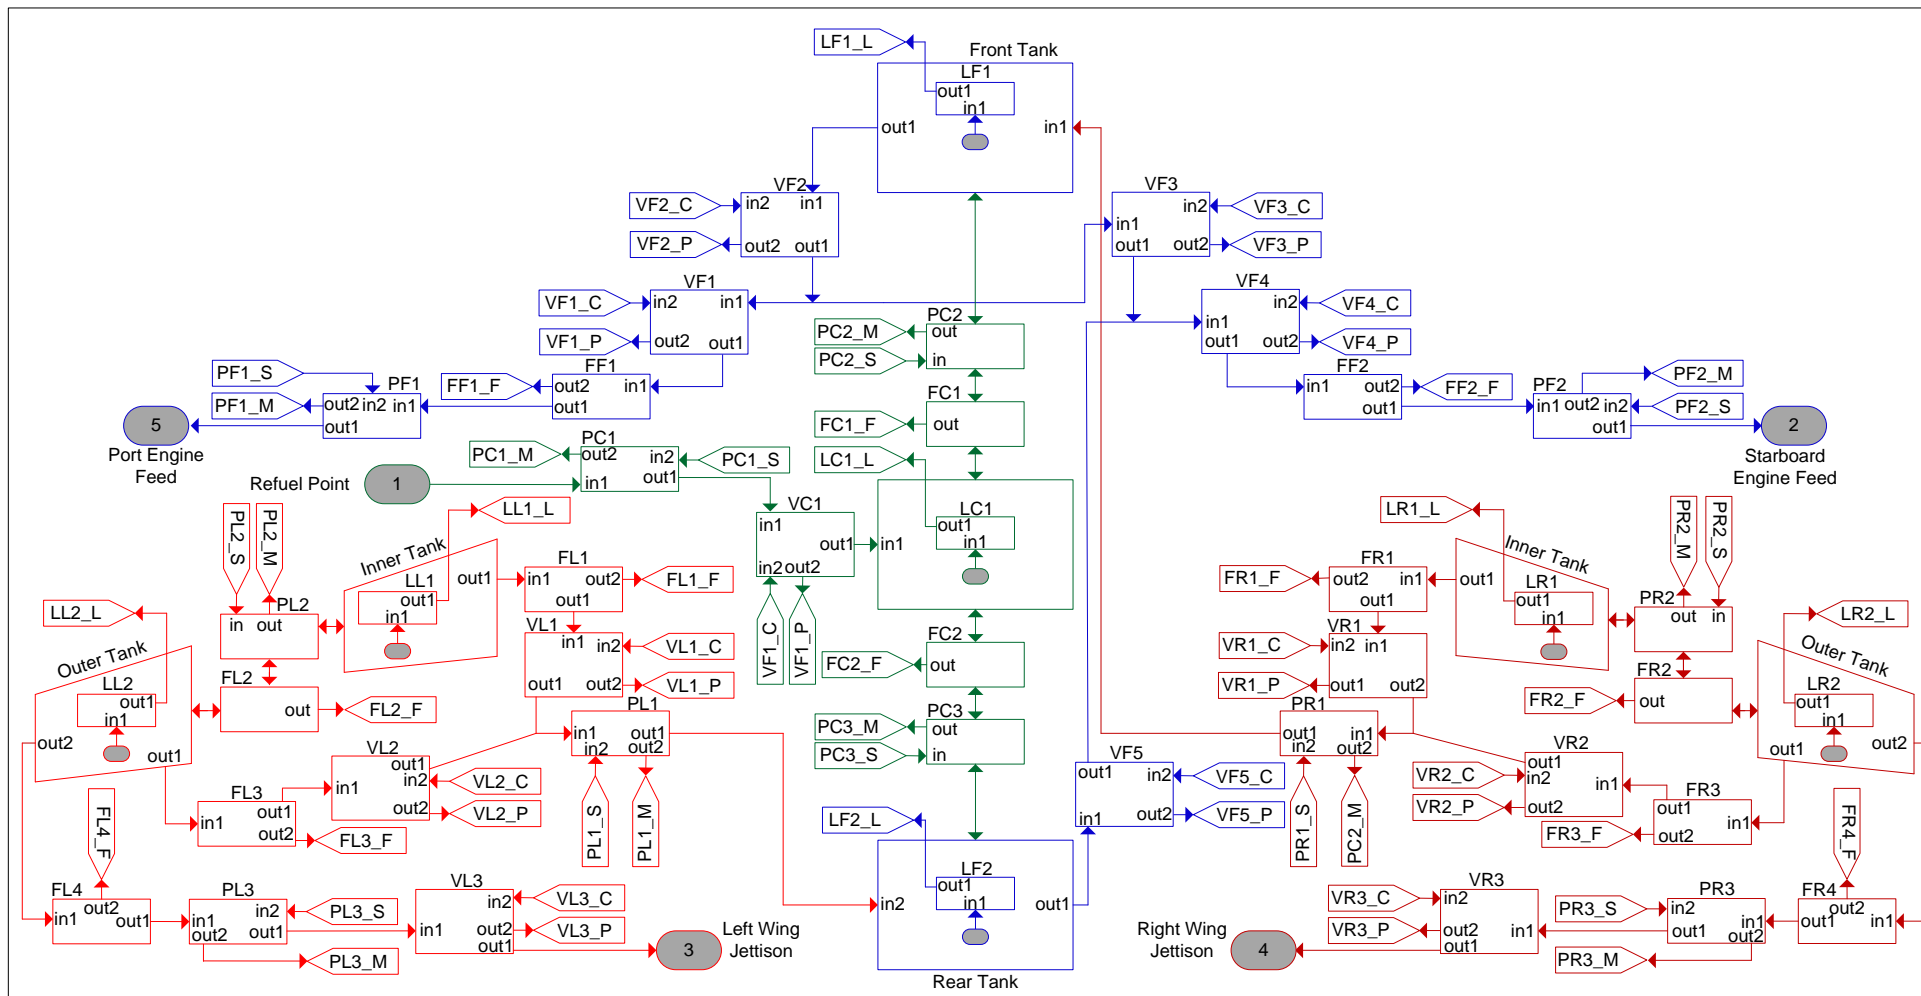 LF1_L
Front Tank
LF1
out1
in1
out1
in1
VF2
VF2_C
in2
in1
VF2_P
out2
out1
VF3
in2
VF3_C
in1
out1
out2
VF3_P
VF1
VF1_C
in2
in1
VF1_P
out2
out1
VF4
in2
VF4_C
in1
out1
out2
VF4_P
PC2
PC2_M
out
PC2_S
in
PF1_S
PF1
PF1_M
out2
in2
in1
out1
FF1
FF1_F
out2
in1
out1
FC1
FC1_F
out
FF2
in1
out2
FF2_F
out1
PF2
PF2_M
in1
out2
in2
PF2_S
out1
5
Port Engine
Feed
2
Starboard
Engine Feed
PC1
PC1_M
out2
in2
PC1_S
in1
out1
Refuel Point
1
LC1_L
LC1
out1
in1
in1
VC1
in1
out1
in2
out2
VF1_C
VF1_P
PL2_S
PL2_M
PL2
in
out
Inner Tank
LL1_L
LL1
out1
in1
out1
FL1
in1
out2
FL1_F
out1
VL1
in1
in2
VL1_C
out1
out2
VL1_P
LL2_L
Outer Tank
LL2
out1
in1
out2
out1
FL2
out
FL2_F
PL1
in1
out1
in2
out2
PL1_S
PL1_M
VL2
out1
in1
in2
VL2_C
out2
VL2_P
FL3
in1
out1
out2
FL3_F
FL4_F
FL4
in1
out2
out1
PL3
in1
in2
PL3_S
out2
out1
PL3_M
VL3
in2
VL3_C
in1
out2
VL3_P
out1
3
Left Wing
Jettison
FC2
FC2_F
out
PC3
PC3_M
out
PC3_S
in
LF2_L
LF2
out1
in1
in2
out1
Rear Tank
VF5
out1
in2
VF5_C
in1
out2
VF5_P
LR1_L
Inner Tank
LR1
out1
in1
out1
FR1
FR1_F
out2
in1
out1
VR1
VR1_C
in2
in1
VR1_P
out1
out2
PR1
in1
in2
out2
PR1_S
PC2_M
PR2_M
PR2_S
PR2
out
in
FR2
FR2_F
out
LR2_L
Outer Tank
LR2
out1
in1
out1
out2
VR2
VR2_C
out1
in2
in1
VR2_P
out2
FR3
out1
in1
FR3_F
out2
FR4_F
FR4
out2
out1
in1
PR3
PR3_S
in2
in1
out1
out2
PR3_M
VR3
VR3_C
in2
VR3_P
out2
in1
out1
Right Wing
Jettison
4